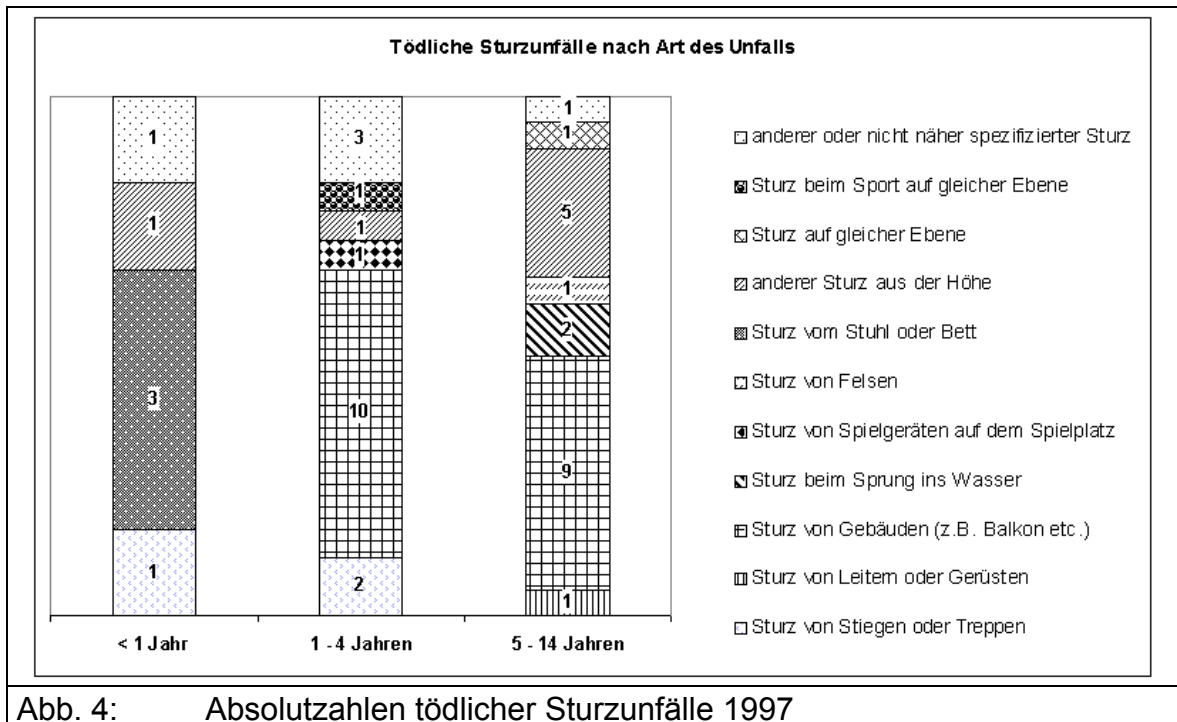 Tödliche Sturzunfälle nach Art des Unfalls
1
1
3
1
3
1
1
1
10
2
1
1
5
1
2
9
1
< 1 Jahr
1 - 4 Jahren
5 - 14 Jahren
anderer oder nicht näher spezifizierter Sturz
Sturz beim Sport auf gleicher Ebene
Sturz auf gleicher Ebene
anderer Sturz aus der Höhe
Sturz vom Stuhl oder Bett
Sturz von Felsen
Sturz von Spielgeräten auf dem Spielplatz
Sturz beim Sprung ins Wasser
Sturz von Gebäuden (z.B. Balkon etc.)
Sturz von Leitern oder Gerüsten
Sturz von Stiegen oder Treppen
Abb. 4: Absolutzahlen tödlicher Sturzunfälle 1997